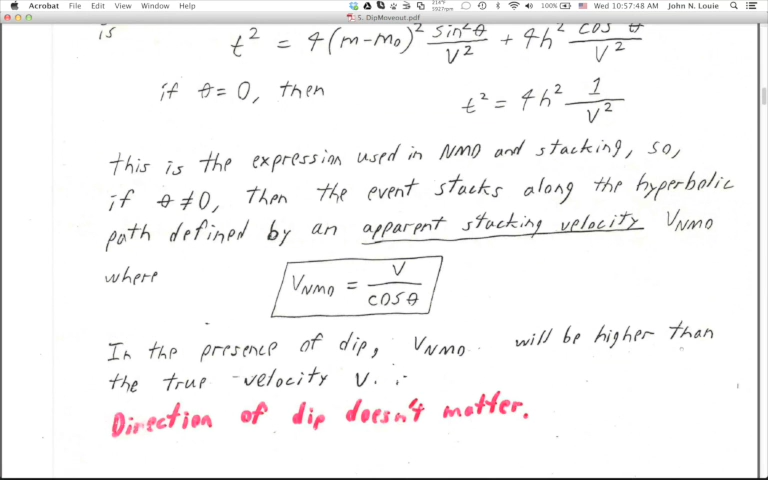 Acrobat File Edit View Window Help 100% Wed 10:57:48 AM John N. Louie
5. DipMoveout.pdf
is t² = 4(m-m₀)² sin²θ/V² + 4h² cos²θ/V²
if θ=0, then
t² = 4h² 1/V²
this is the expression used in NMO and stacking, so,
if θ≠0, then the event stacks along the hyperbolic
path defined by an apparent stacking velocity V_NMO
where V_NMO = V/cosθ
In the presence of dip, V_NMO will be higher than
the true velocity V.
Direction of dip doesn't matter.